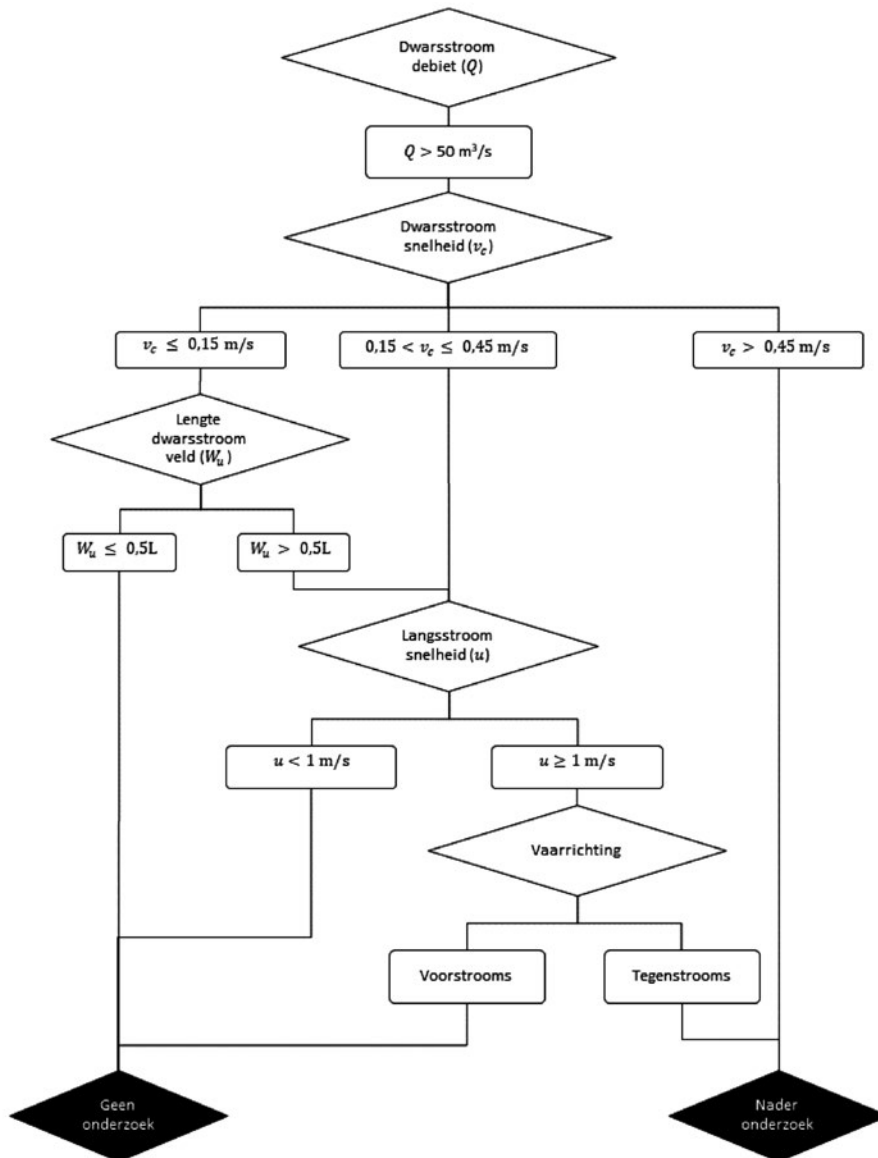 Dwarsstroom
debiet (Q)
Q > 50 m³/s
Dwarsstroom
snelheid (v_c)
v_c ≤ 0,15 m/s
0,15 < v_c ≤ 0,45 m/s
v_c > 0,45 m/s
Lengte
dwarsstroom
veld (W_u)
W_u ≤ 0,5L
W_u > 0,5L
Langsstroom
snelheid (u)
u < 1 m/s
u ≥ 1 m/s
Vaarrichting
Voorstrooms
Tegenstrooms
Geen
onderzoek
Nader
onderzoek